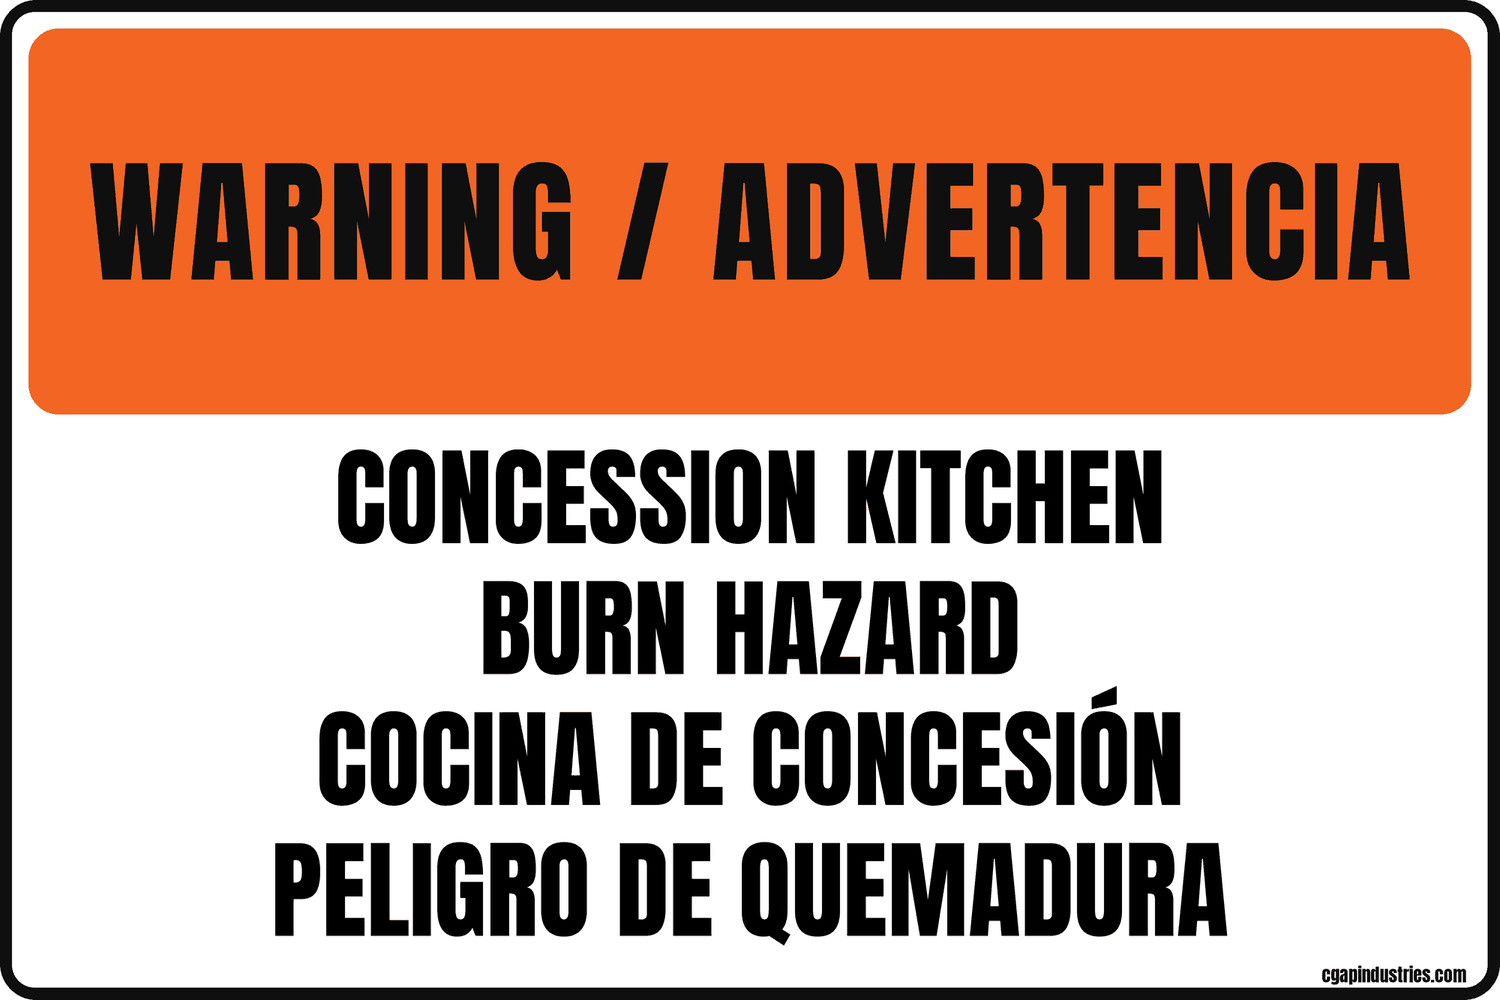 WARNING / ADVERTENCIA
CONCESSION KITCHEN
BURN HAZARD
COCINA DE CONCESIÓN
PELIGRO DE QUEMADURA
cgapindustries.com